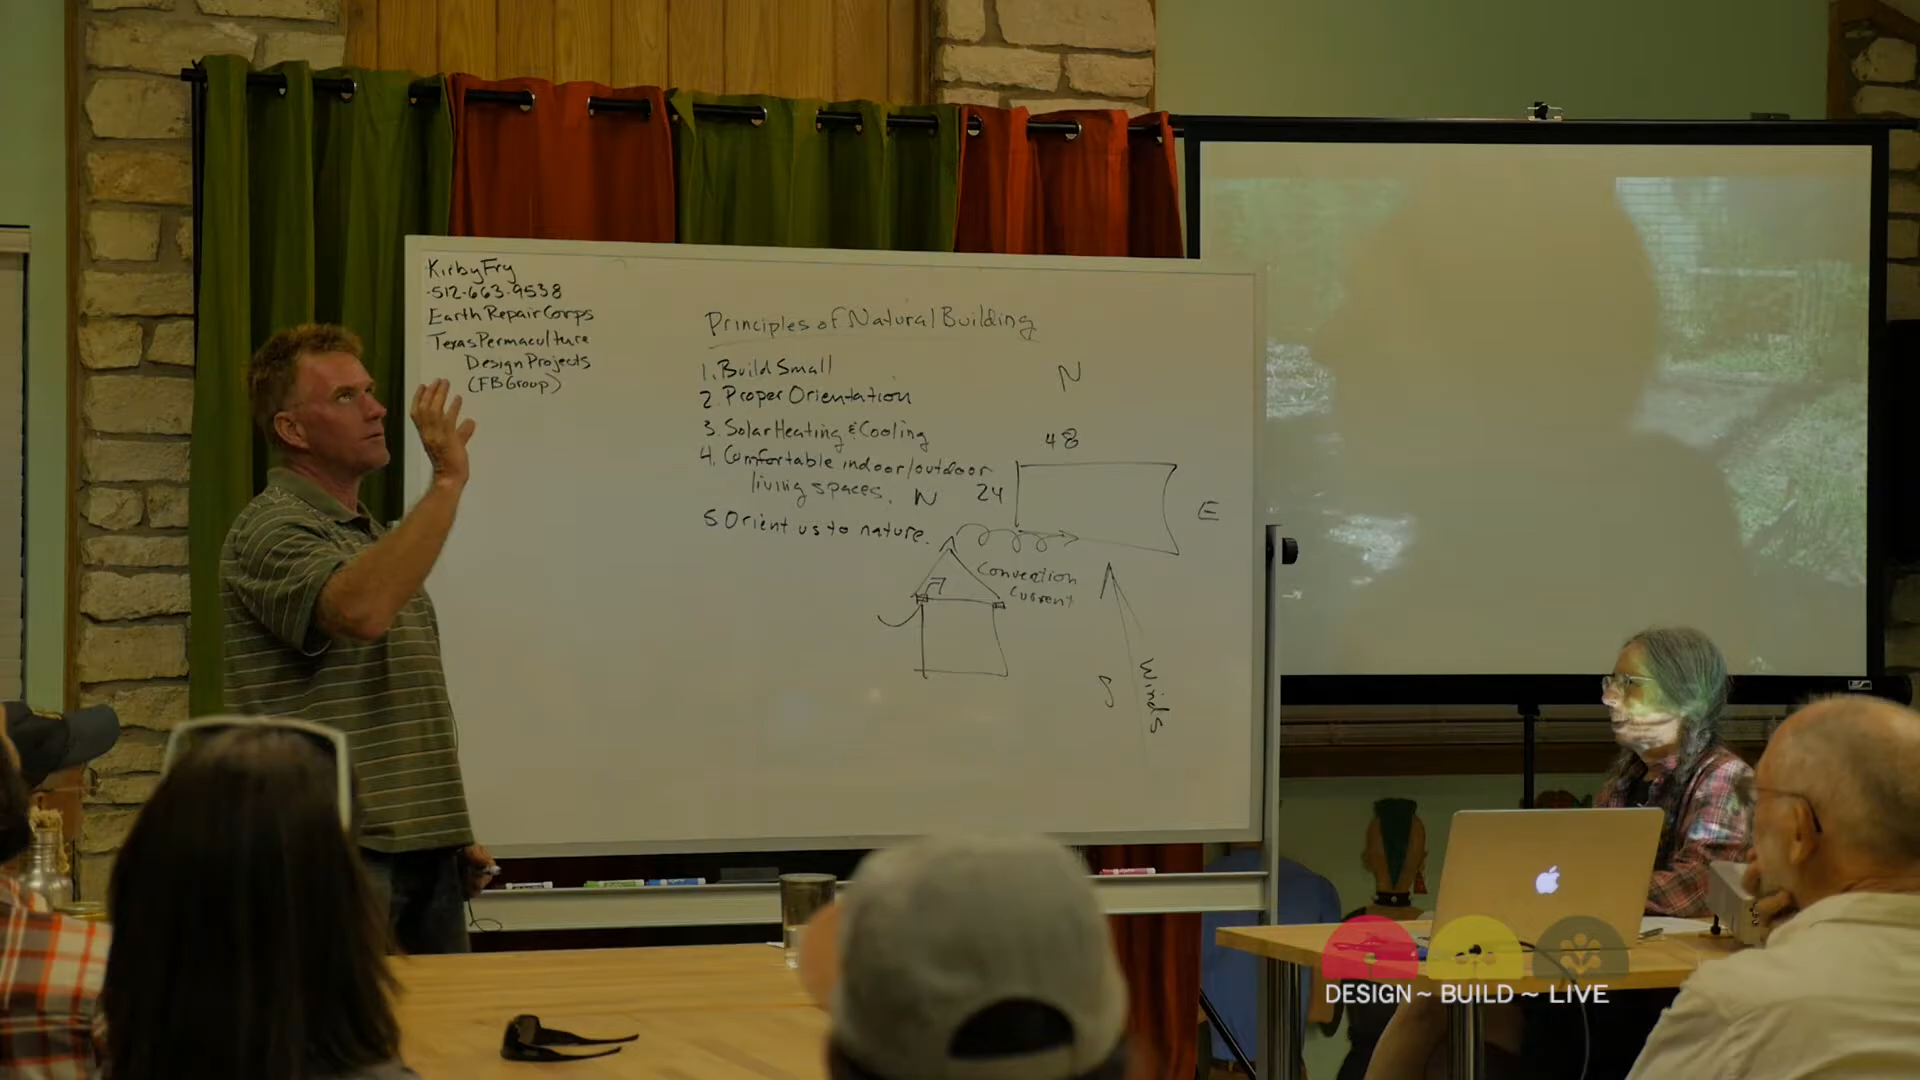 Kirby Fry
512-663-9538
Earth Repair Corps
Texas Permaculture
Design Projects
(FB Group)
Principles of Natural Building
1. Build Small
2. Proper Orientation
3. Solar Heating & Cooling
4. Comfortable indoor/outdoor
living spaces.
5 Orient us to nature.
N
48
N
24
E
Convention
Current
S
Winds
DESIGN ~ BUILD ~ LIVE